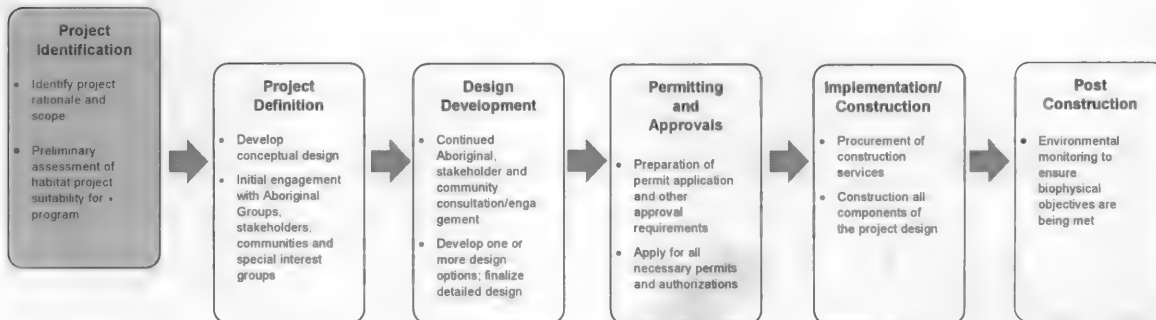 Project
Identification
• Identify project
rationale and
scope
• Preliminary
assessment of
habitat project
suitability for •
program
Project
Definition
• Develop
conceptual design
• Initial engagement
with Aboriginal
Groups,
stakeholders,
communities and
special interest
groups
Design
Development
• Continued
Aboriginal,
stakeholder and
community
consultation/enga
gement
• Develop one or
more design
options; finalize
detailed design
Permitting
and
Approvals
• Preparation of
permit application
and other
approval
requirements
• Apply for all
necessary permits
and authorizations
Implementation/
Construction
• Procurement of
construction
services
• Construction all
components of
the project design
Post
Construction
• Environmental
monitoring to
ensure
biophysical
objectives are
being met